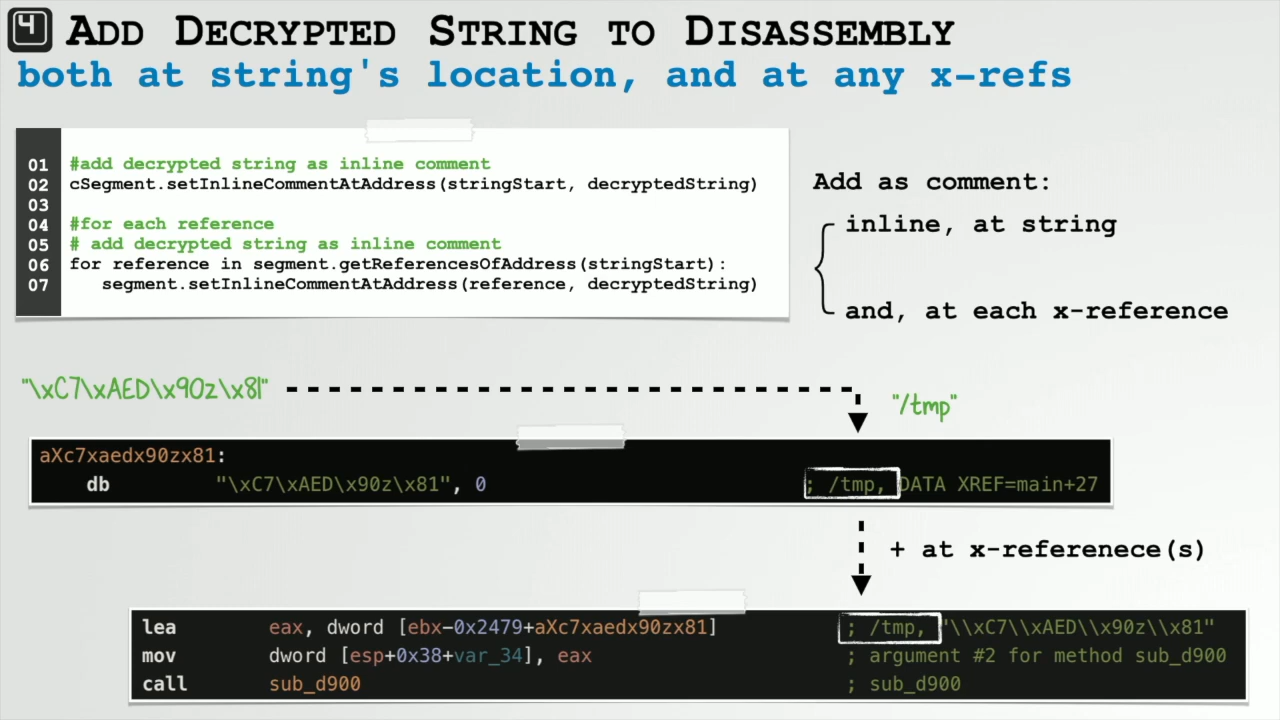 4 Add Decrypted String to Disassembly
both at string's location, and at any x-refs
01 #add decrypted string as inline comment
02 cSegment.setInlineCommentAtAddress(stringStart, decryptedString)
03
04 #for each reference
05 # add decrypted string as inline comment
06 for reference in segment.getReferencesOfAddress(stringStart):
07 segment.setInlineCommentAtAddress(reference, decryptedString)
Add as comment:
inline, at string
and, at each x-reference
"\xC7\xAED\x90z\x81"
"/tmp"
aXc7xaedx90zx81:
db "\xC7\xAED\x90z\x81", 0 ; /tmp, DATA XREF=main+27
+ at x-referenece(s)
lea eax, dword [ebx-0x2479+aXc7xaedx90zx81] ; /tmp, "\\xC7\\xAED\\x90z\\x81"
mov dword [esp+0x38+var_34], eax ; argument #2 for method sub_d900
call sub_d900 ; sub_d900